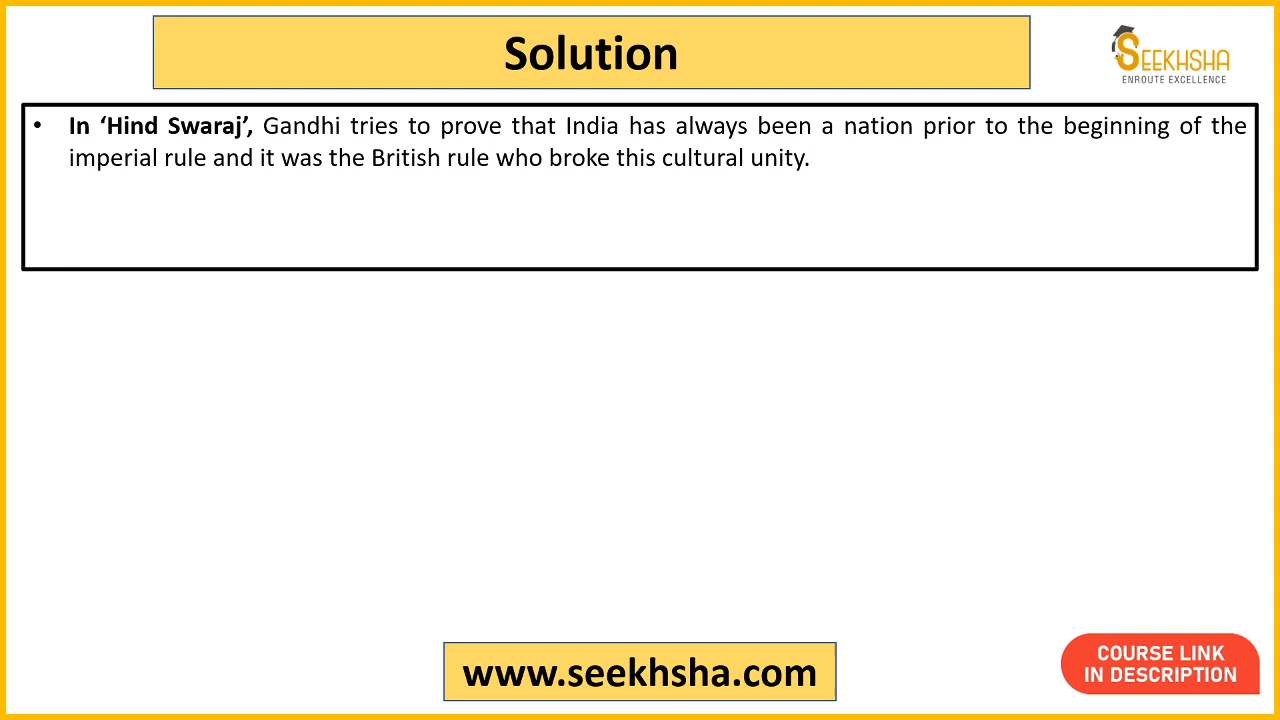 Solution
SEEKHSHA
ENROUTE EXCELLENCE
• In ‘Hind Swaraj’, Gandhi tries to prove that India has always been a nation prior to the beginning of the
imperial rule and it was the British rule who broke this cultural unity.
www.seekhsha.com
COURSE LINK
IN DESCRIPTION